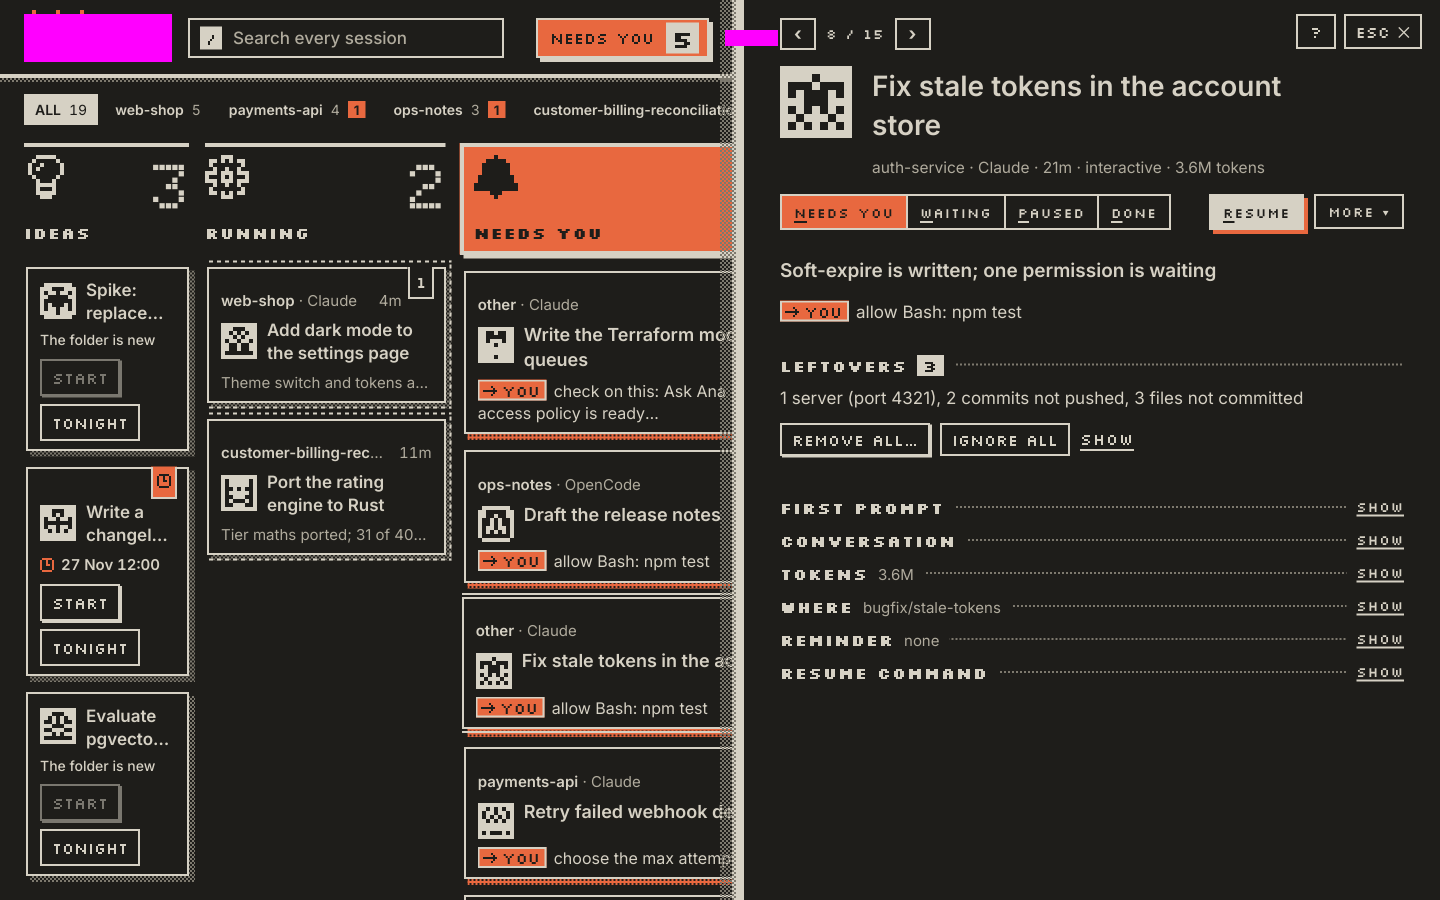 / Search every session
NEEDS YOU 5
ALL 19 web-shop 5 payments-api 4 1 ops-notes 3 1
3
IDEAS
2
RUNNING
NEEDS YOU
Spike:
replace...
The folder is new
START
TONIGHT
Write a
changel...
27 Nov 12:00
START
TONIGHT
Evaluate
pgvecto...
The folder is new
START
TONIGHT
1
web-shop · Claude 4m
Add dark mode to
the settings page
Theme switch and tokens a...
customer-billing-rec... 11m
Port the rating
engine to Rust
Tier maths ported; 31 of 40...
other · Claude
Write the Terraform
queues
→ YOU check on this: Ask Ana
access policy is ready...
ops-notes · OpenCode
Draft the release notes
→ YOU allow Bash: npm test
other · Claude
Fix stale tokens in the
→ YOU allow Bash: npm test
payments-api · Claude
Retry failed webhook
→ YOU choose the max
‹ 8 / 15 ›
? ESC ×
Fix stale tokens in the account
store
auth-service · Claude · 21m · interactive · 3.6M tokens
NEEDS YOU WAITING PAUSED DONE RESUME MORE ▾
Soft-expire is written; one permission is waiting
→ YOU allow Bash: npm test
LEFTOVERS 3
1 server (port 4321), 2 commits not pushed, 3 files not committed
REMOVE ALL... IGNORE ALL SHOW
FIRST PROMPT SHOW
CONVERSATION SHOW
TOKENS 3.6M SHOW
WHERE bugfix/stale-tokens SHOW
REMINDER none SHOW
RESUME COMMAND SHOW